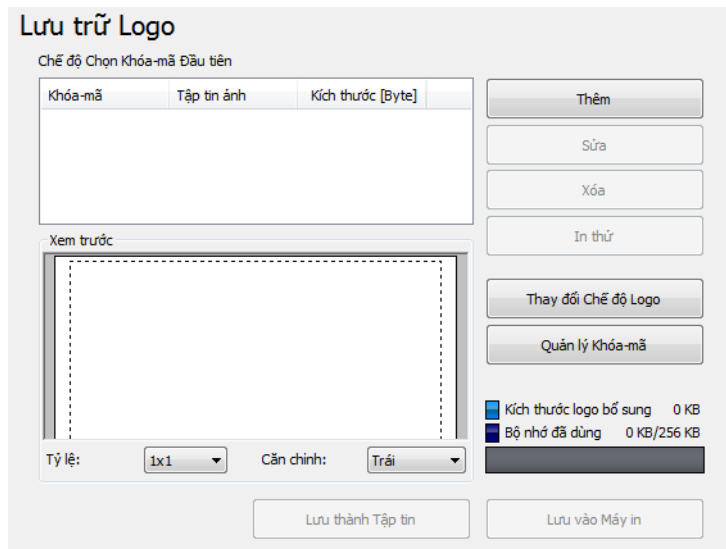 Lưu trữ Logo
Chế độ Chọn Khóa-mã Đầu tiên
Khóa-mã Tập tin ảnh Kích thước [Byte]
Thêm
Sửa
Xóa
In thử
Xem trước
Thay đổi Chế độ Logo
Quản lý Khóa-mã
Kích thước logo bổ sung 0 KB
Bộ nhớ đã dùng 0 KB/256 KB
Tỷ lệ: 1x1 Căn chỉnh: Trái
Lưu thành Tập tin Lưu vào Máy in